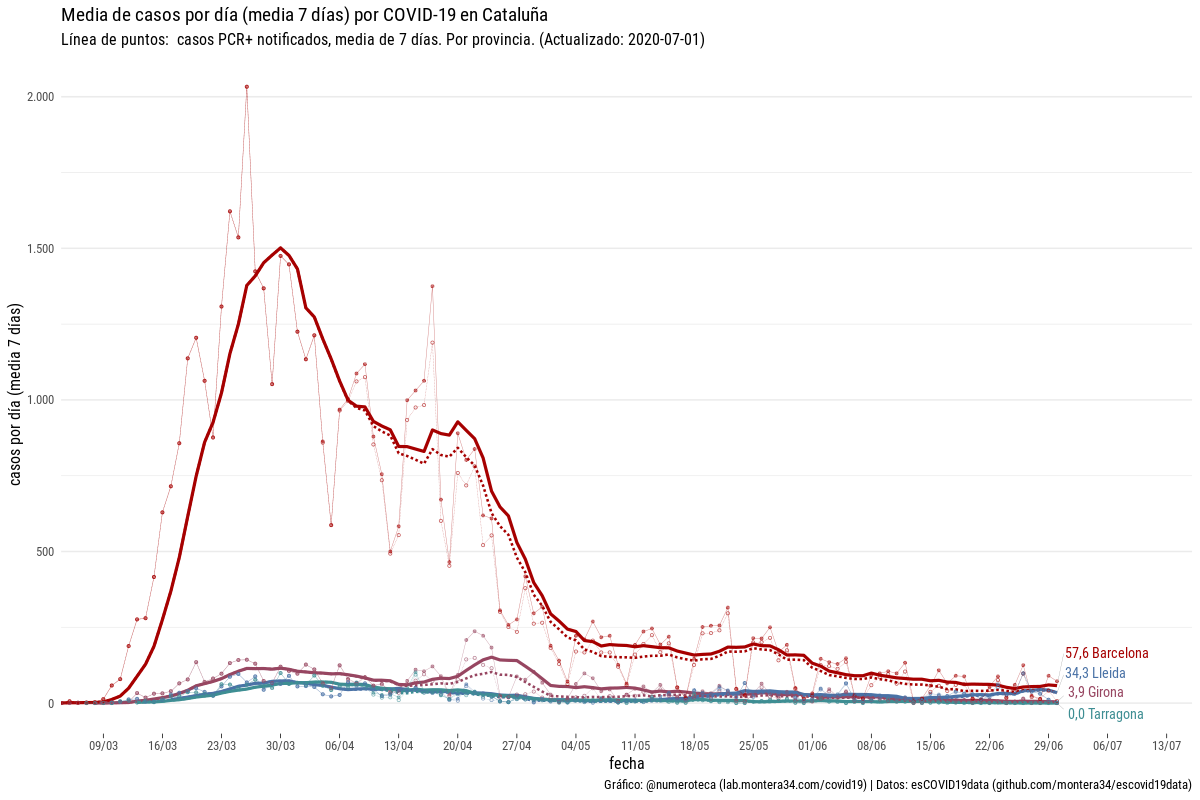 Media de casos por día (media 7 días) por COVID-19 en Cataluña
Línea de puntos:  casos PCR+ notificados, media de 7 días. Por provincia. (Actualizado: 2020-07-01)
casos por día (media 7 días)
2.000
1.500
1.000
500
0
57,6 Barcelona
34,3 Lleida
3,9 Girona
0,0 Tarragona
09/03 16/03 23/03 30/03 06/04 13/04 20/04 27/04 04/05 11/05 18/05 25/05 01/06 08/06 15/06 22/06 29/06 06/07 13/07
fecha
Gráfico: @numeroteca (lab.montera34.com/covid19) | Datos: esCOVID19data (github.com/montera34/escovid19data)